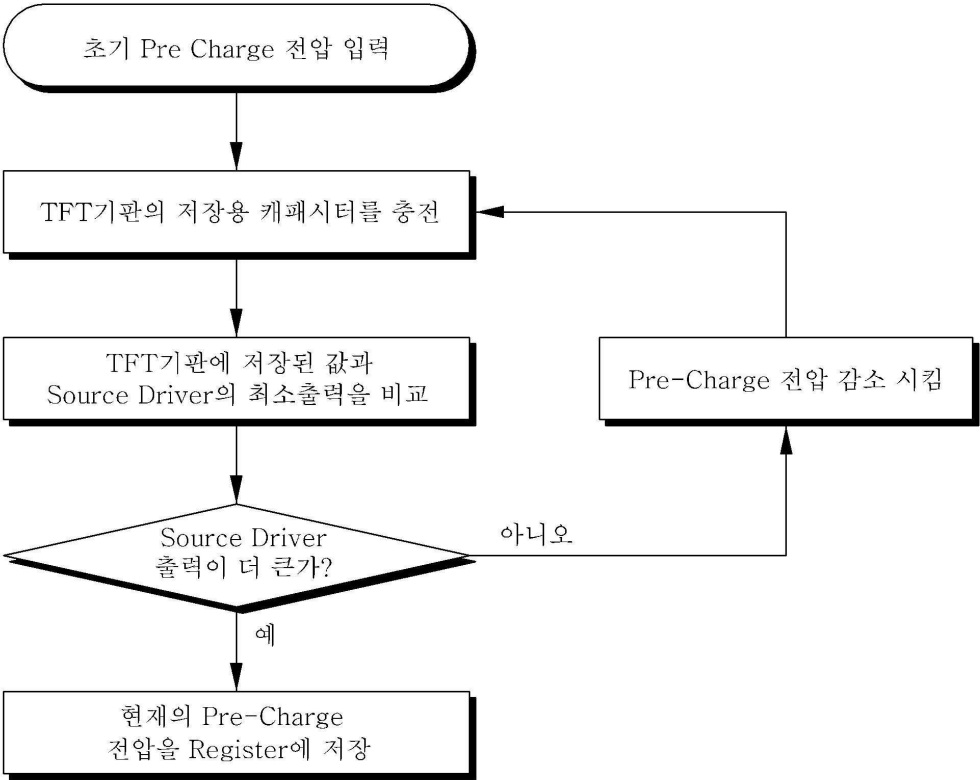 초기 Pre Charge 전압 입력
TFT기판의 저장용 캐패시터를 충전
TFT기판에 저장된 값과
Source Driver의 최소출력을 비교
Pre-Charge 전압 감소 시킴
Source Driver
출력이 더 큰가?
아니오
예
현재의 Pre-Charge
전압을 Register에 저장